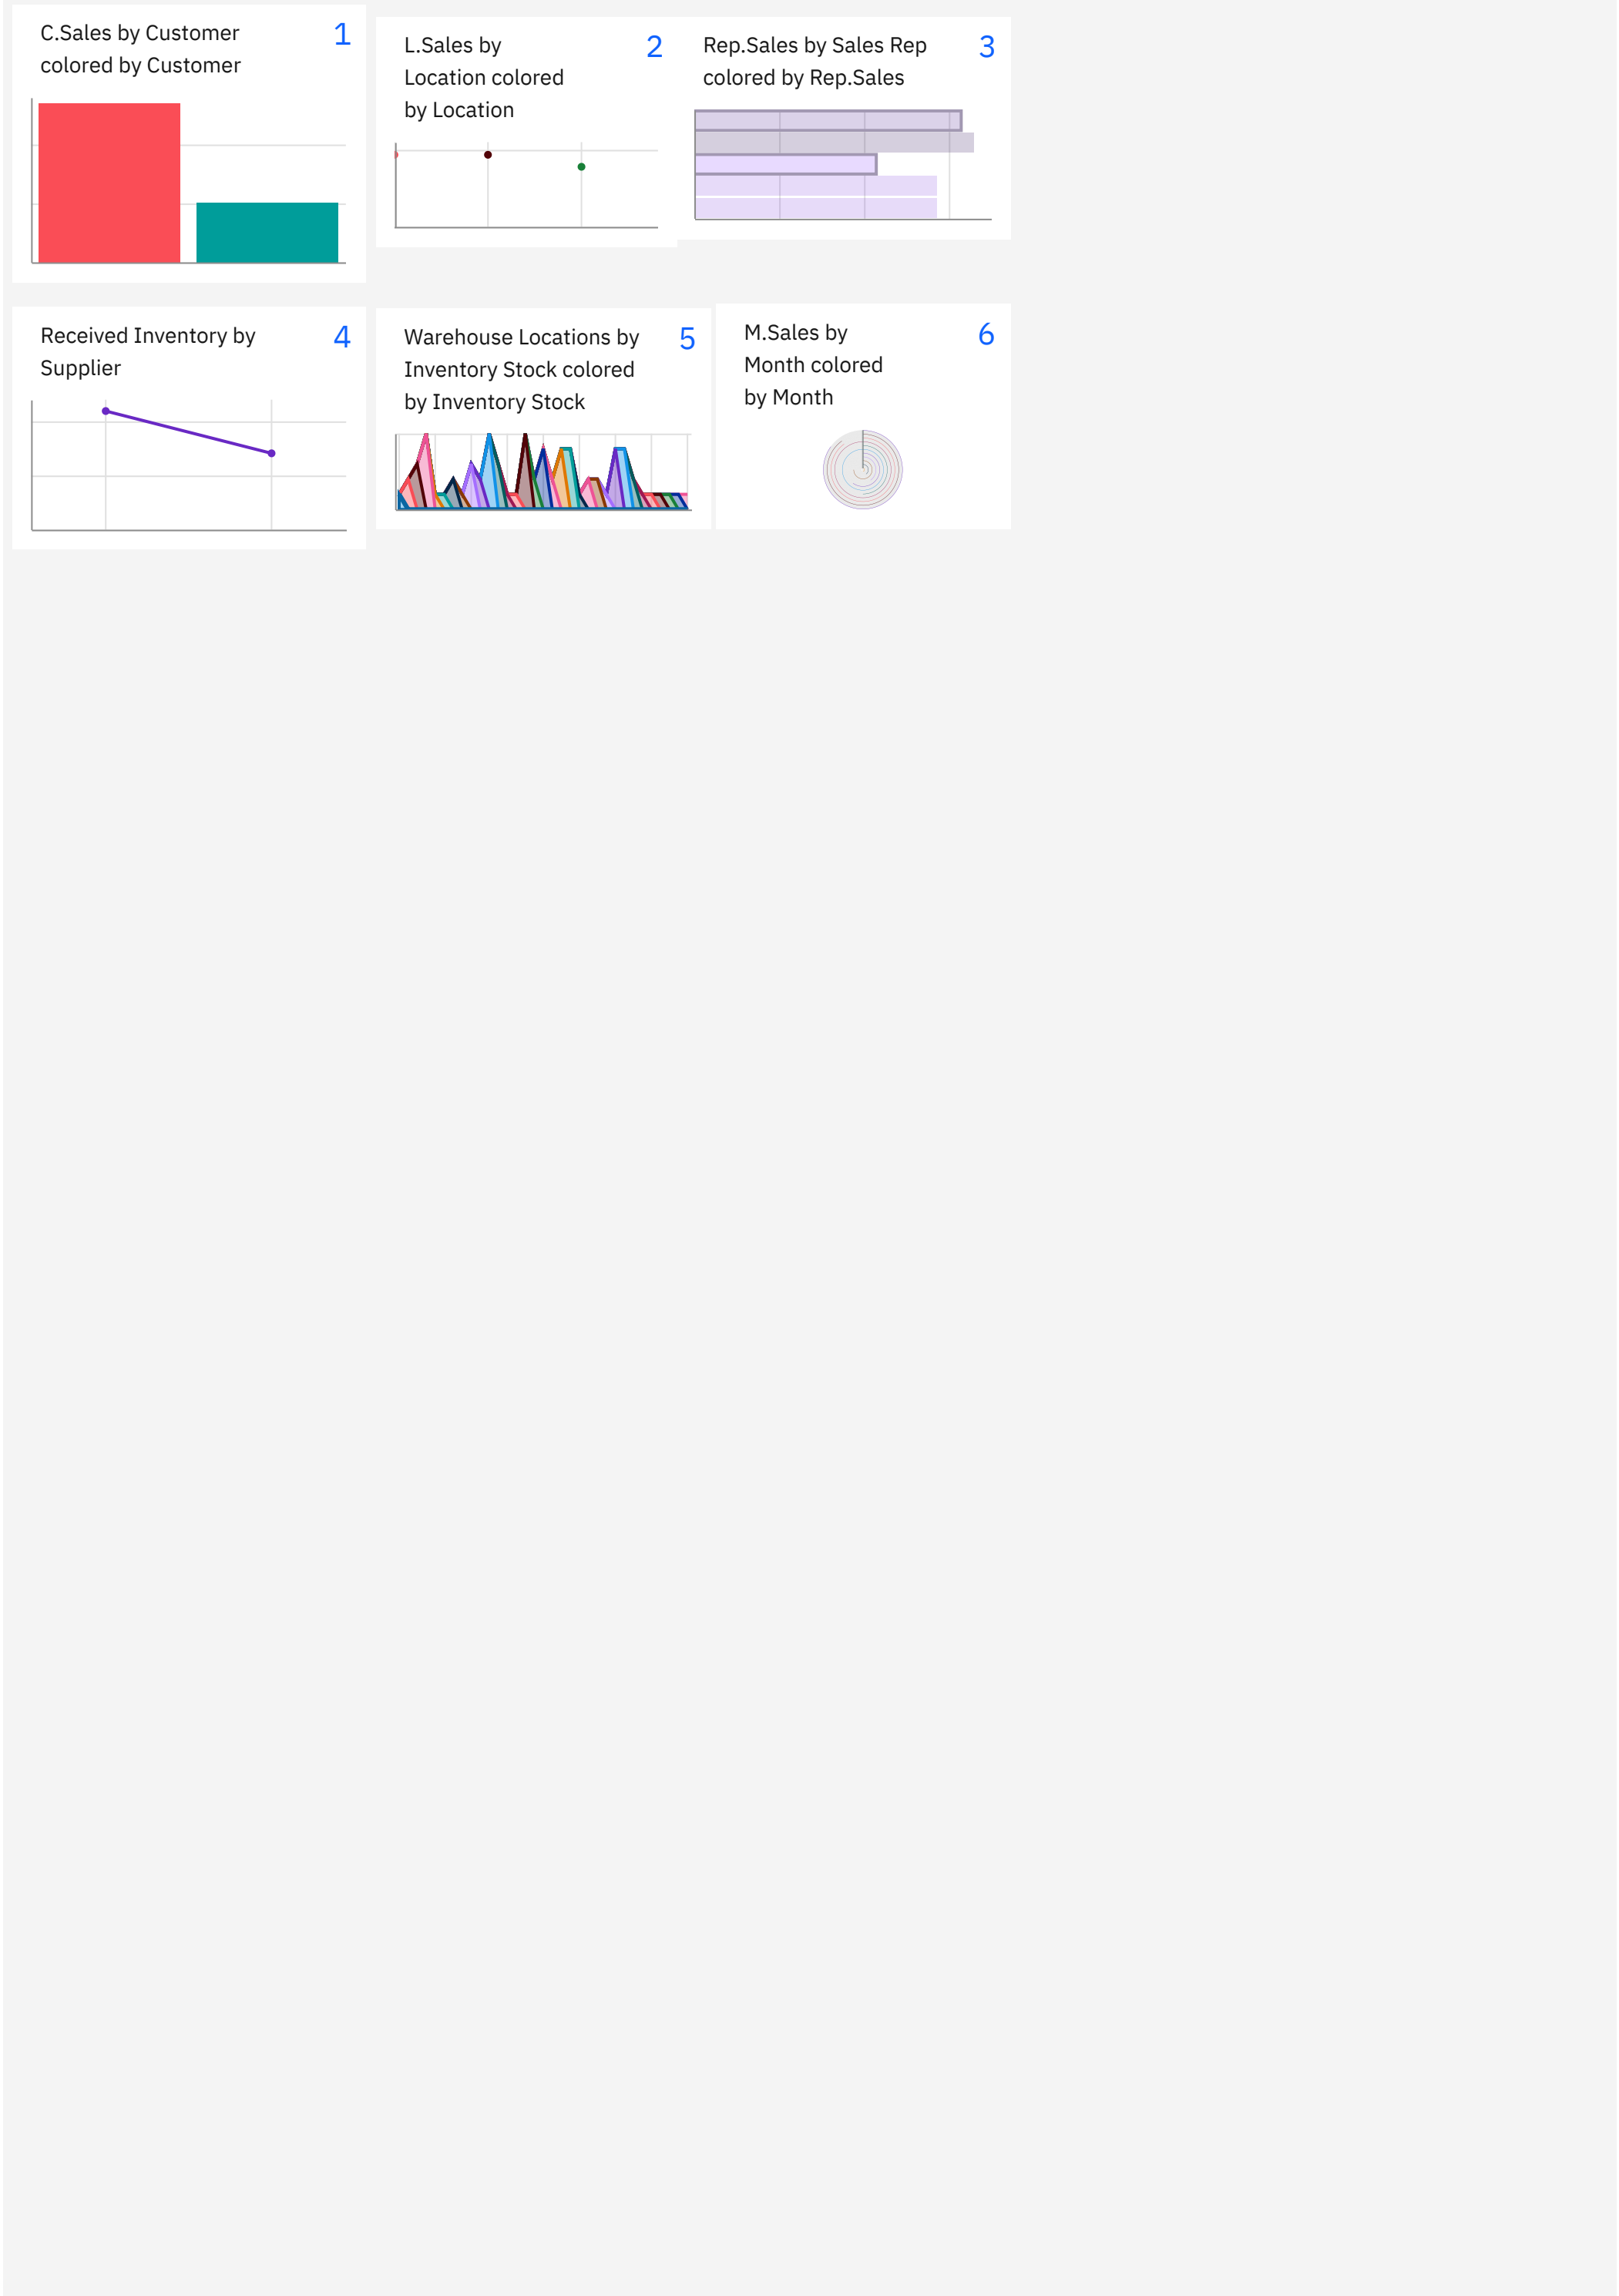 C.Sales by Customer
colored by Customer
1
L.Sales by
Location colored
by Location
2
Rep.Sales by Sales Rep
colored by Rep.Sales
3
Received Inventory by
Supplier
4
Warehouse Locations by
Inventory Stock colored
by Inventory Stock
5
M.Sales by
Month colored
by Month
6